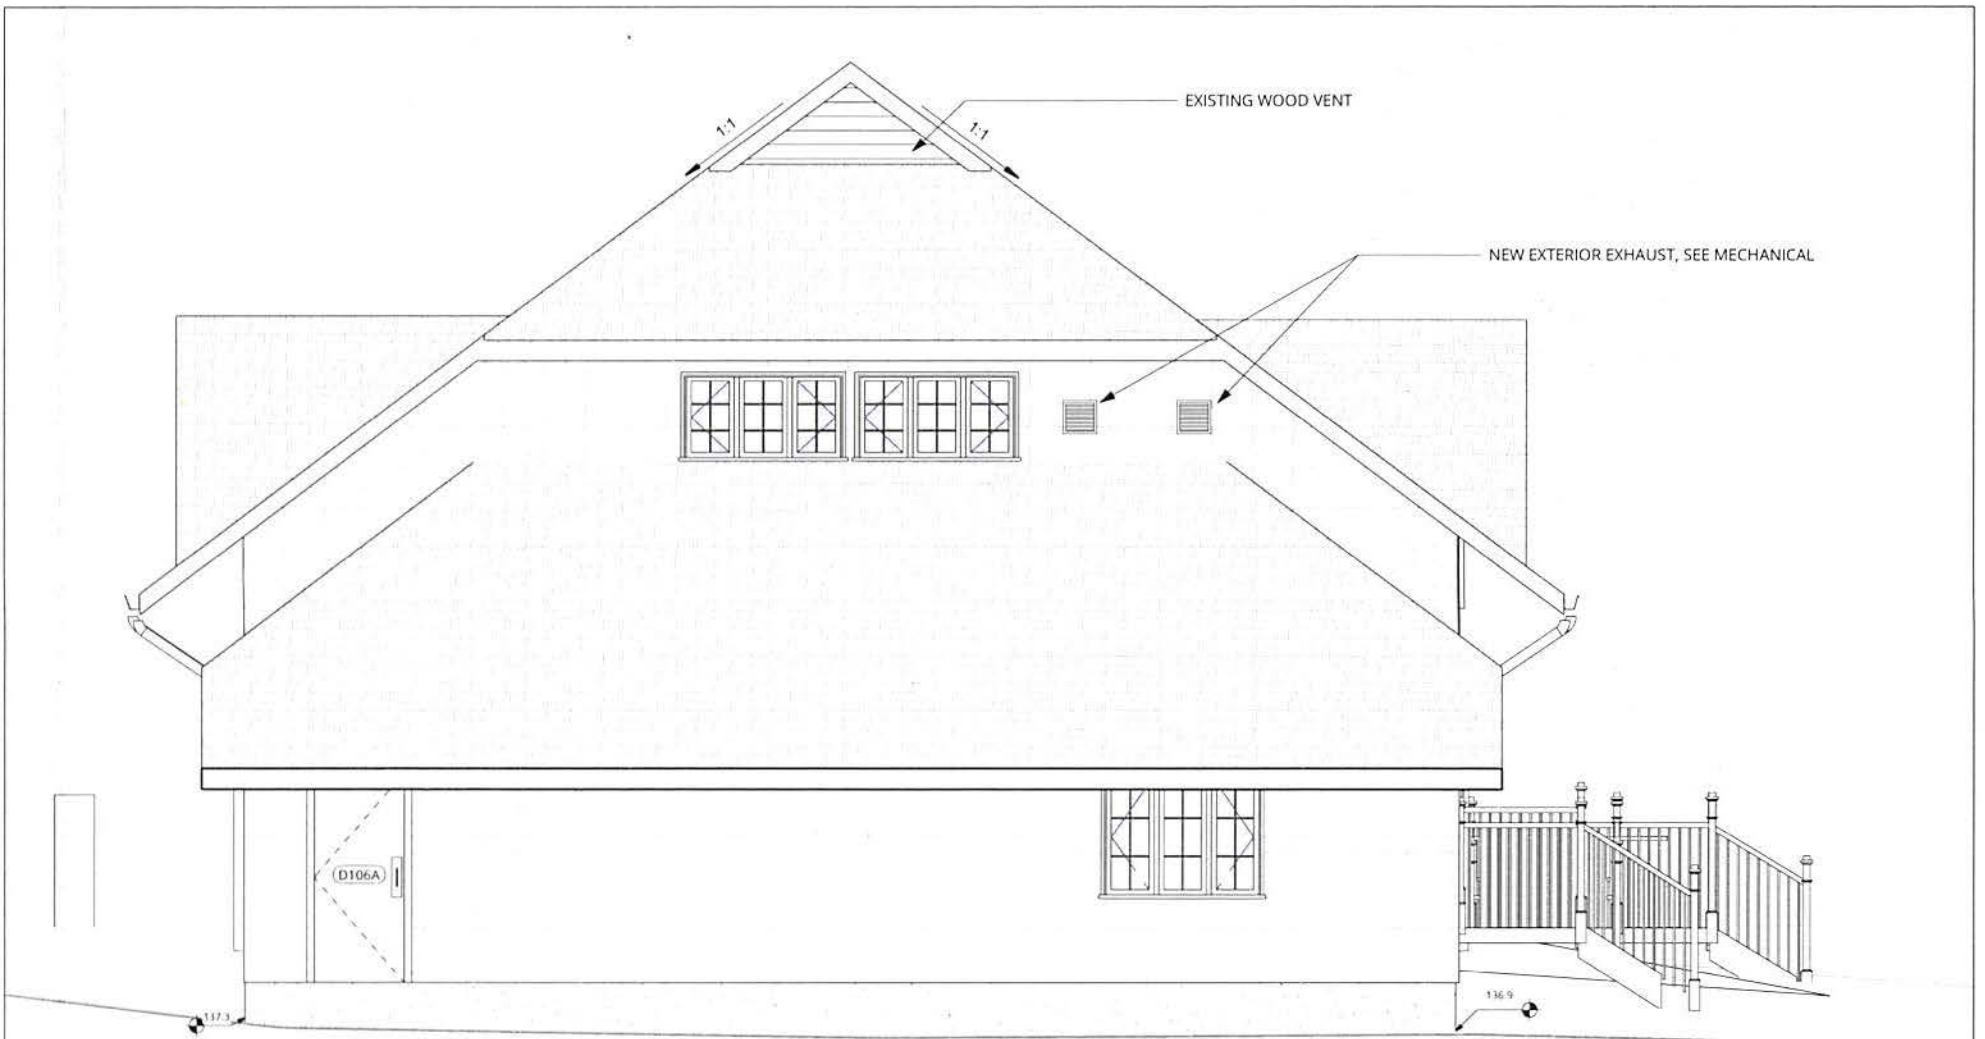 EXISTING WOOD VENT
1:1
1:1
NEW EXTERIOR EXHAUST, SEE MECHANICAL
D106A
137.3
136.9